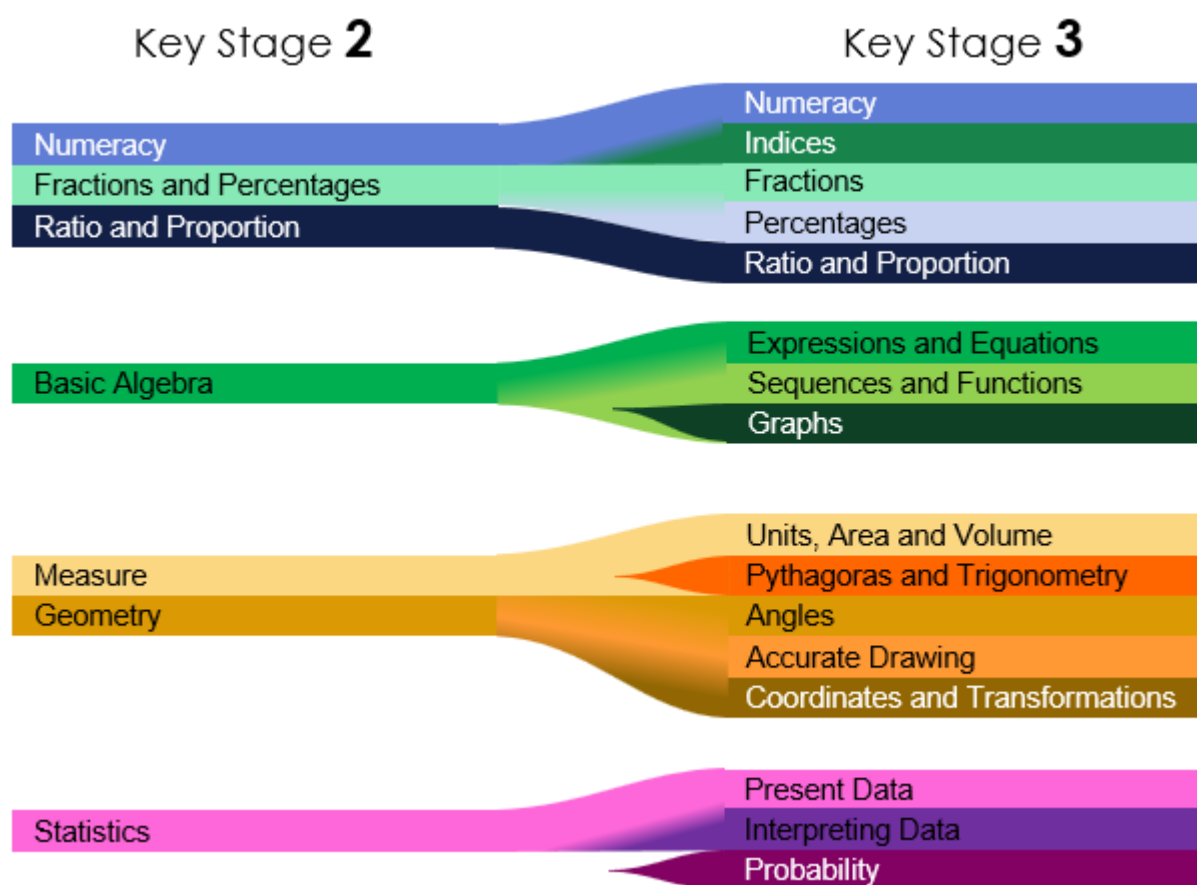 Key Stage 2
Numeracy
Fractions and Percentages
Ratio and Proportion
Basic Algebra
Measure
Geometry
Statistics
Key Stage 3
Numeracy
Indices
Fractions
Percentages
Ratio and Proportion
Expressions and Equations
Sequences and Functions
Graphs
Units, Area and Volume
Pythagoras and Trigonometry
Angles
Accurate Drawing
Coordinates and Transformations
Present Data
Interpreting Data
Probability